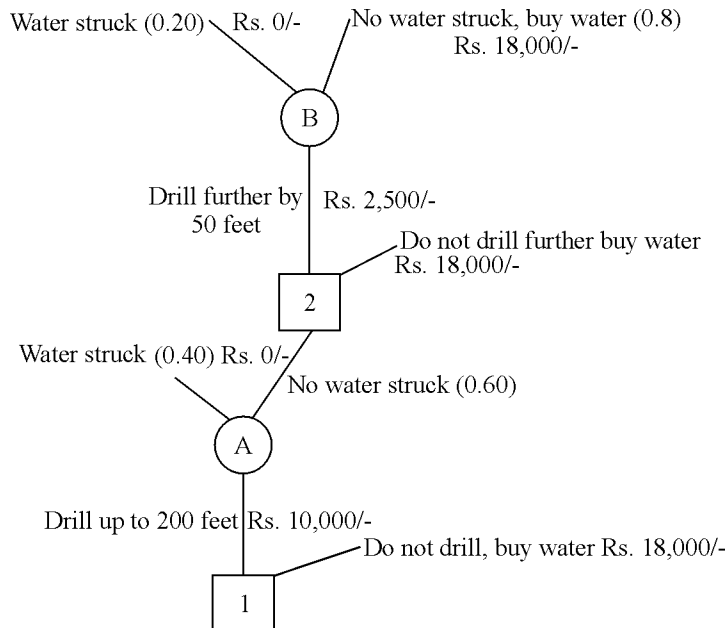 Water struck (0.20) Rs. 0/- No water struck, buy water (0.8)
Rs. 18,000/-
B
Drill further by Rs. 2,500/-
50 feet
Do not drill further buy water
Rs. 18,000/-
2
Water struck (0.40) Rs. 0/-
No water struck (0.60)
A
Drill up to 200 feet Rs. 10,000/-
Do not drill, buy water Rs. 18,000/-
1